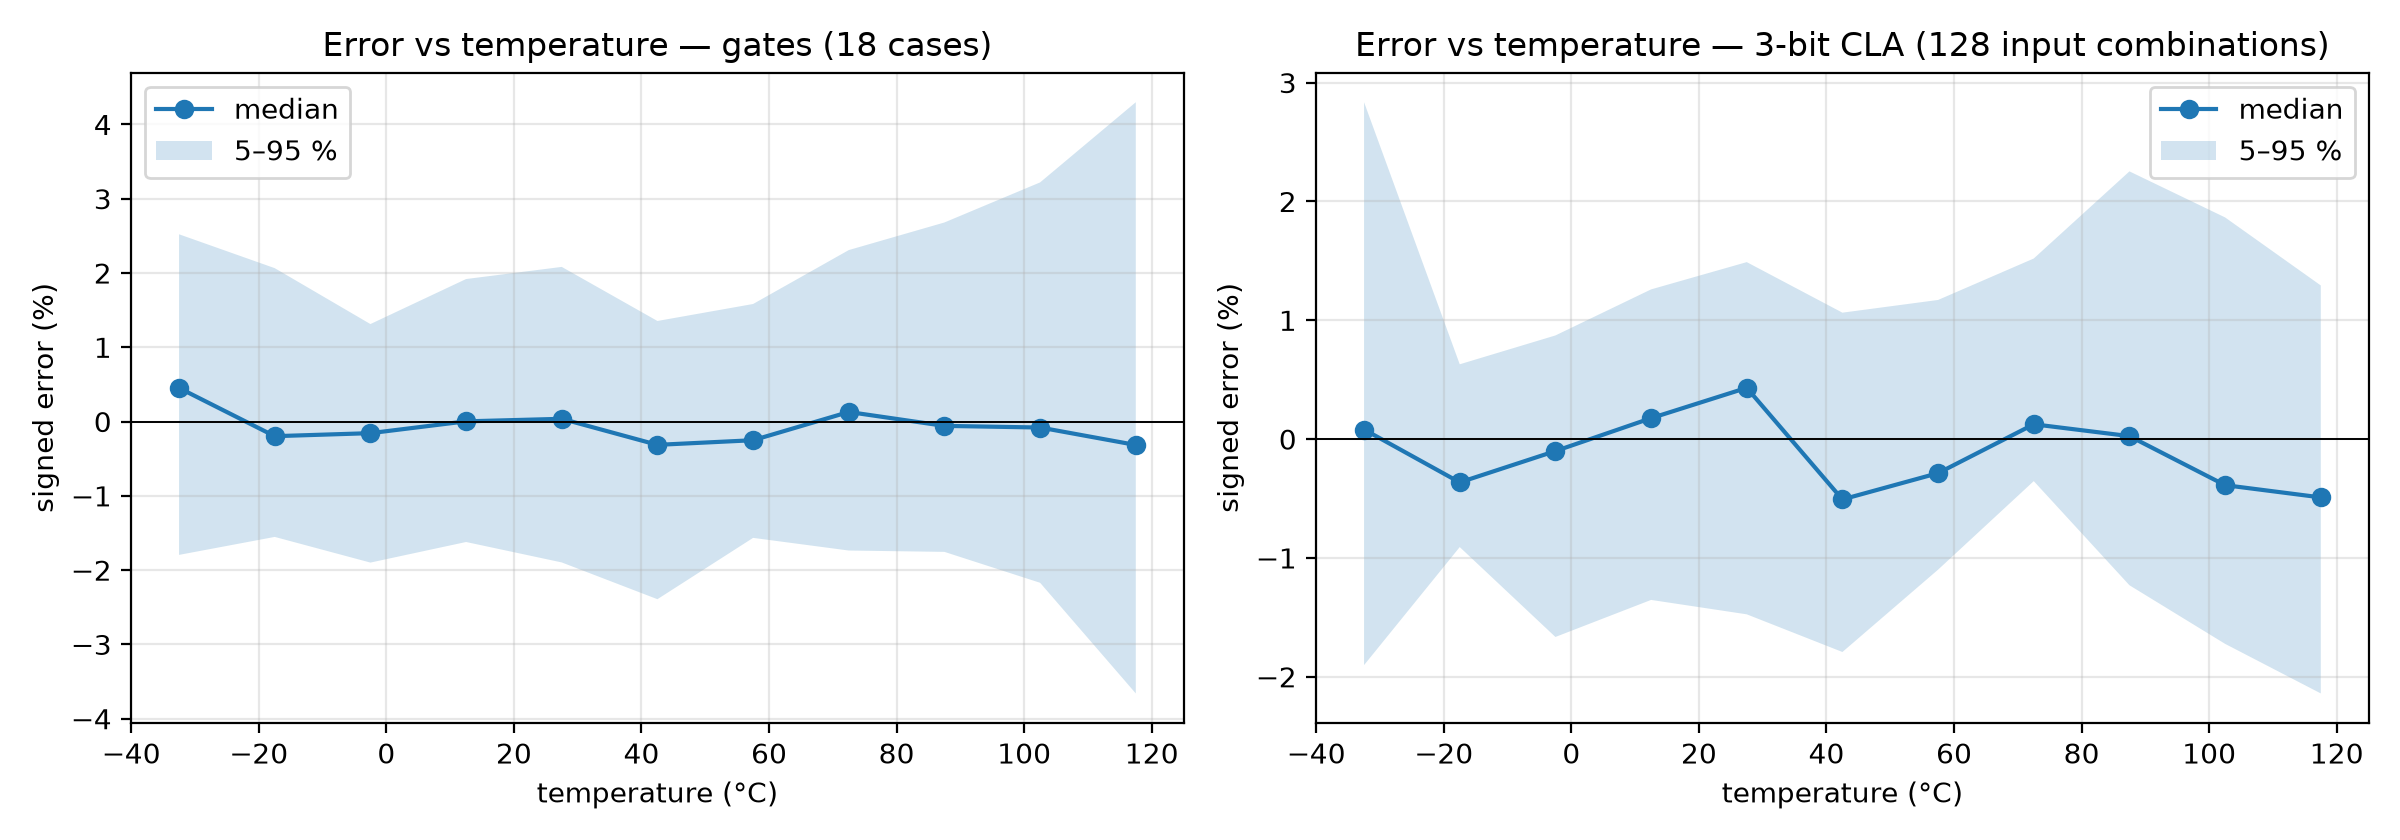 Error vs temperature — gates (18 cases)
median
5–95 %
signed error (%)
4
3
2
1
0
−1
−2
−3
−4
−40 −20 0 20 40 60 80 100 120
temperature (°C)
Error vs temperature — 3-bit CLA (128 input combinations)
median
5–95 %
signed error (%)
3
2
1
0
−1
−2
−40 −20 0 20 40 60 80 100 120
temperature (°C)